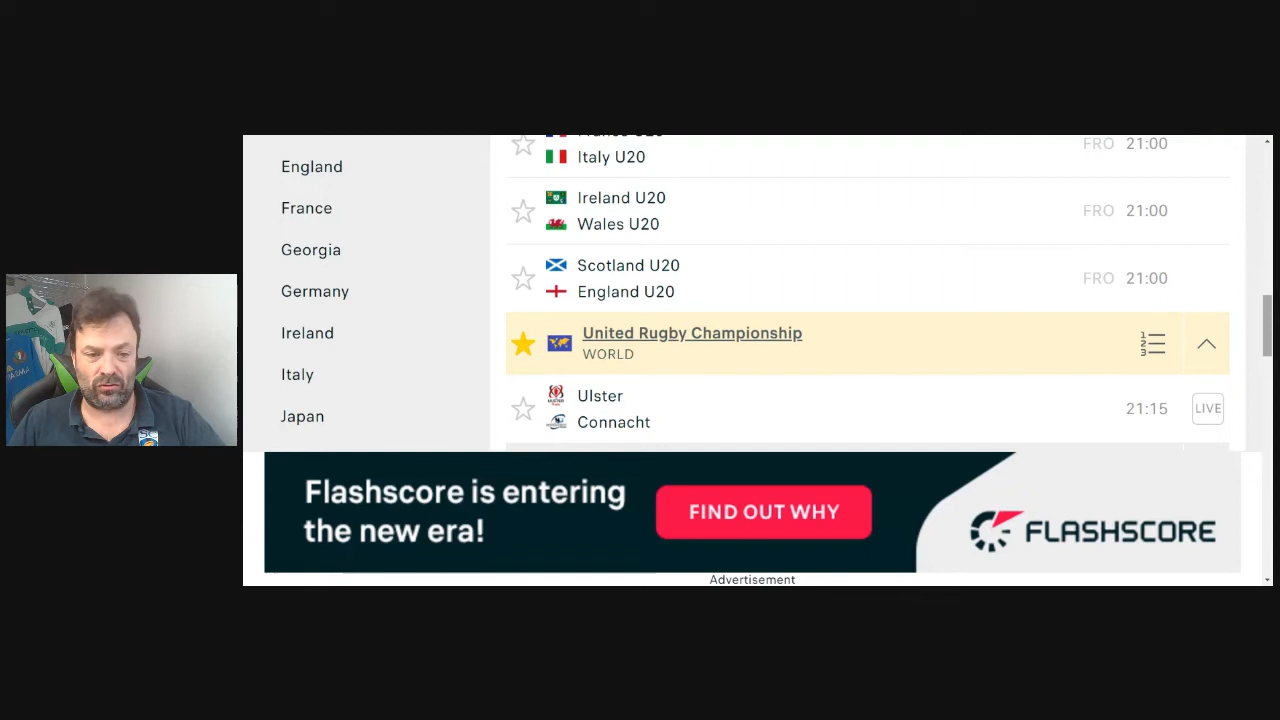 England
France
Georgia
Germany
Ireland
Italy
Japan
France U20
Italy U20
FRO 21:00
Ireland U20
Wales U20
FRO 21:00
Scotland U20
England U20
FRO 21:00
United Rugby Championship
WORLD
Ulster
Connacht
21:15
LIVE
Flashscore is entering
the new era!
FIND OUT WHY
FLASHSCORE
Advertisement